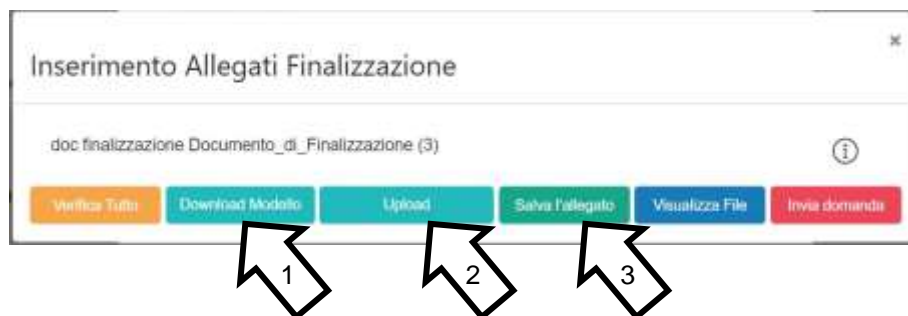 ×
Inserimento Allegati Finalizzazione
doc finalizzazione Documento_di_Finalizzazione (3)
Verifica Tutto Download Modello Upload Salva l'allegato Visualizza File Invia domanda
1 2 3